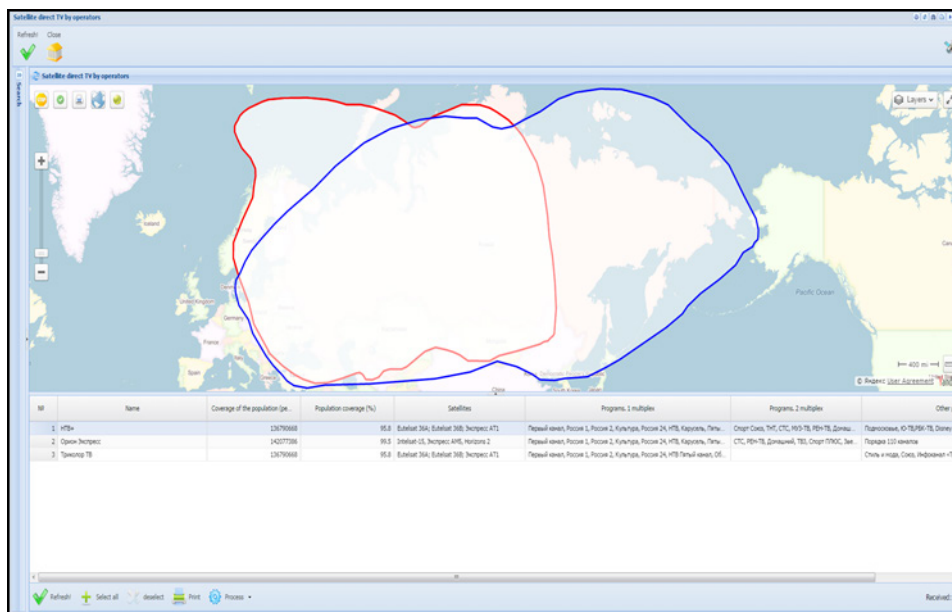 Satellite direct TV by operators
Refresh! Close
Search
Satellite direct TV by operators
Layers
Iceland
United Kingdom
Germany
France
Italy
Spain
Greece
China
Pacific Ocean
400 mi
© Яндекс User Agreement
№ Name Coverage of the population (pe... Population coverage (%) Satellites Programs. 1 multiplex Programs. 2 multiplex Other
1 НТВ+ 136790668 95.8 Eutelsat 36A; Eutelsat 36B; Экспресс АТ1 Первый канал, Россия 1, Россия 2, Культура, Россия 24, НТВ, Карусель, Пяты... Спорт Союз, ТНТ, СТС, МУЗ-ТВ, РЕН-ТВ, Домаш...
2 Орион Экспресс 142077386 99.5 Intelsat-15, Экспресс АМ5, Horizons 2 Первый канал, Россия 1, Россия 2, Культура, Россия 24, НТВ, Карусель, Пяты... СТС, РЕН-ТВ, Домашний, ТВ3, Спорт ПЛЮС, Зве... Порядка 110 каналов
3 Триколор ТВ 136790668 95.8 Eutelsat 36A; Eutelsat 36B; Экспресс АТ1 Первый канал, Россия 1, Россия 2, Культура, Россия 24, НТВ Пятый канал, Об... Стиль и мода, Союз, Инфоканал
Refresh! Select all deselect Print Process Received: